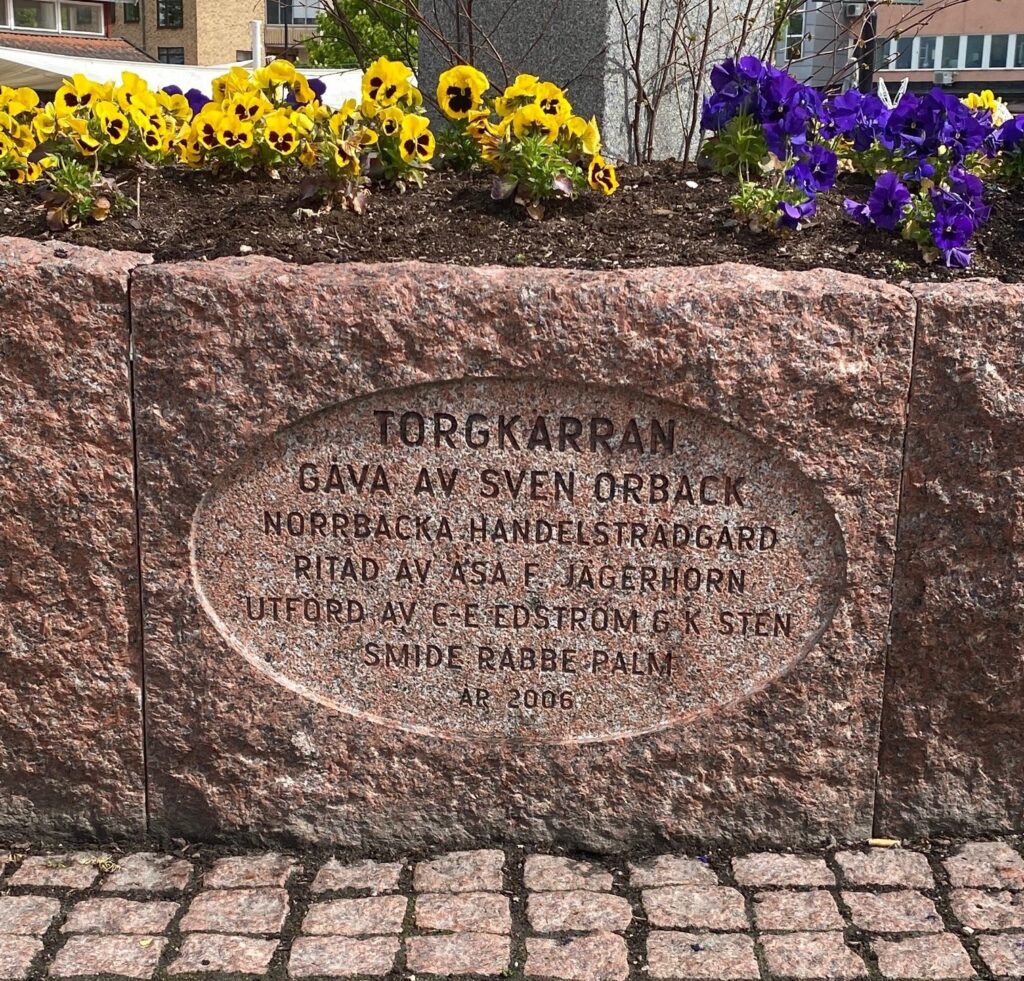 TORGKARRAN
GÅVA AV SVEN ÖRBÄCK
NORRBACKA HANDELSTRÄDGÅRD
RITAD AV ÅSA F. JÄGERHORN
UTFÖRD AV C-E EDSTRÖM & K STEN
SMIDE RABBE PALM
ÅR 2006